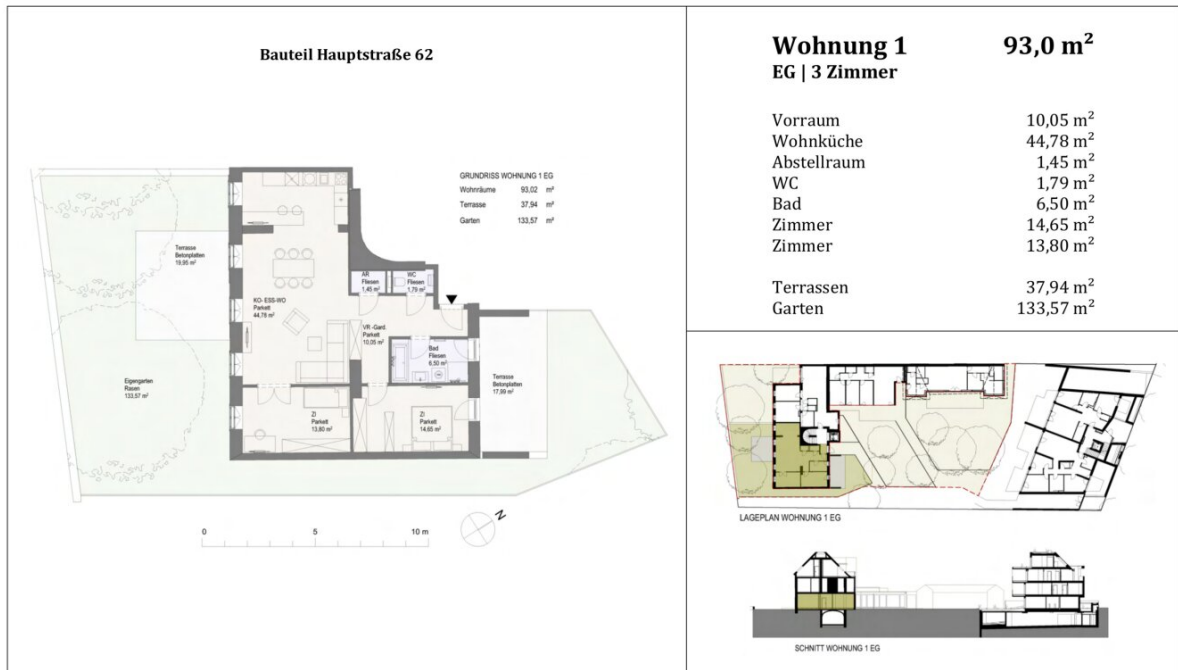 Bauteil Hauptstraße 62
GRUNDRISS WOHNUNG 1 EG
Wohnräume 93,02 m²
Terrasse 37,94 m²
Garten 133,57 m²
Terrasse
Betonplatten
19,95 m²
AR
Fliesen
1,45 m²
WC
Fliesen
1,79 m²
KO- ESS-WO
Parkett
44,78 m²
VR -Gard.
Parkett
10,05 m²
Bad
Fliesen
6,50 m²
Eigengarten
Rasen
133,57 m²
Terrasse
Betonplatten
17,99 m²
ZI
Parkett
13,80 m²
ZI
Parkett
14,65 m²
0 5 10 m
N
Wohnung 1 93,0 m²
EG | 3 Zimmer
Vorraum 10,05 m²
Wohnküche 44,78 m²
Abstellraum 1,45 m²
WC 1,79 m²
Bad 6,50 m²
Zimmer 14,65 m²
Zimmer 13,80 m²
Terrassen 37,94 m²
Garten 133,57 m²
LAGEPLAN WOHNUNG 1 EG
SCHNITT WOHNUNG 1 EG